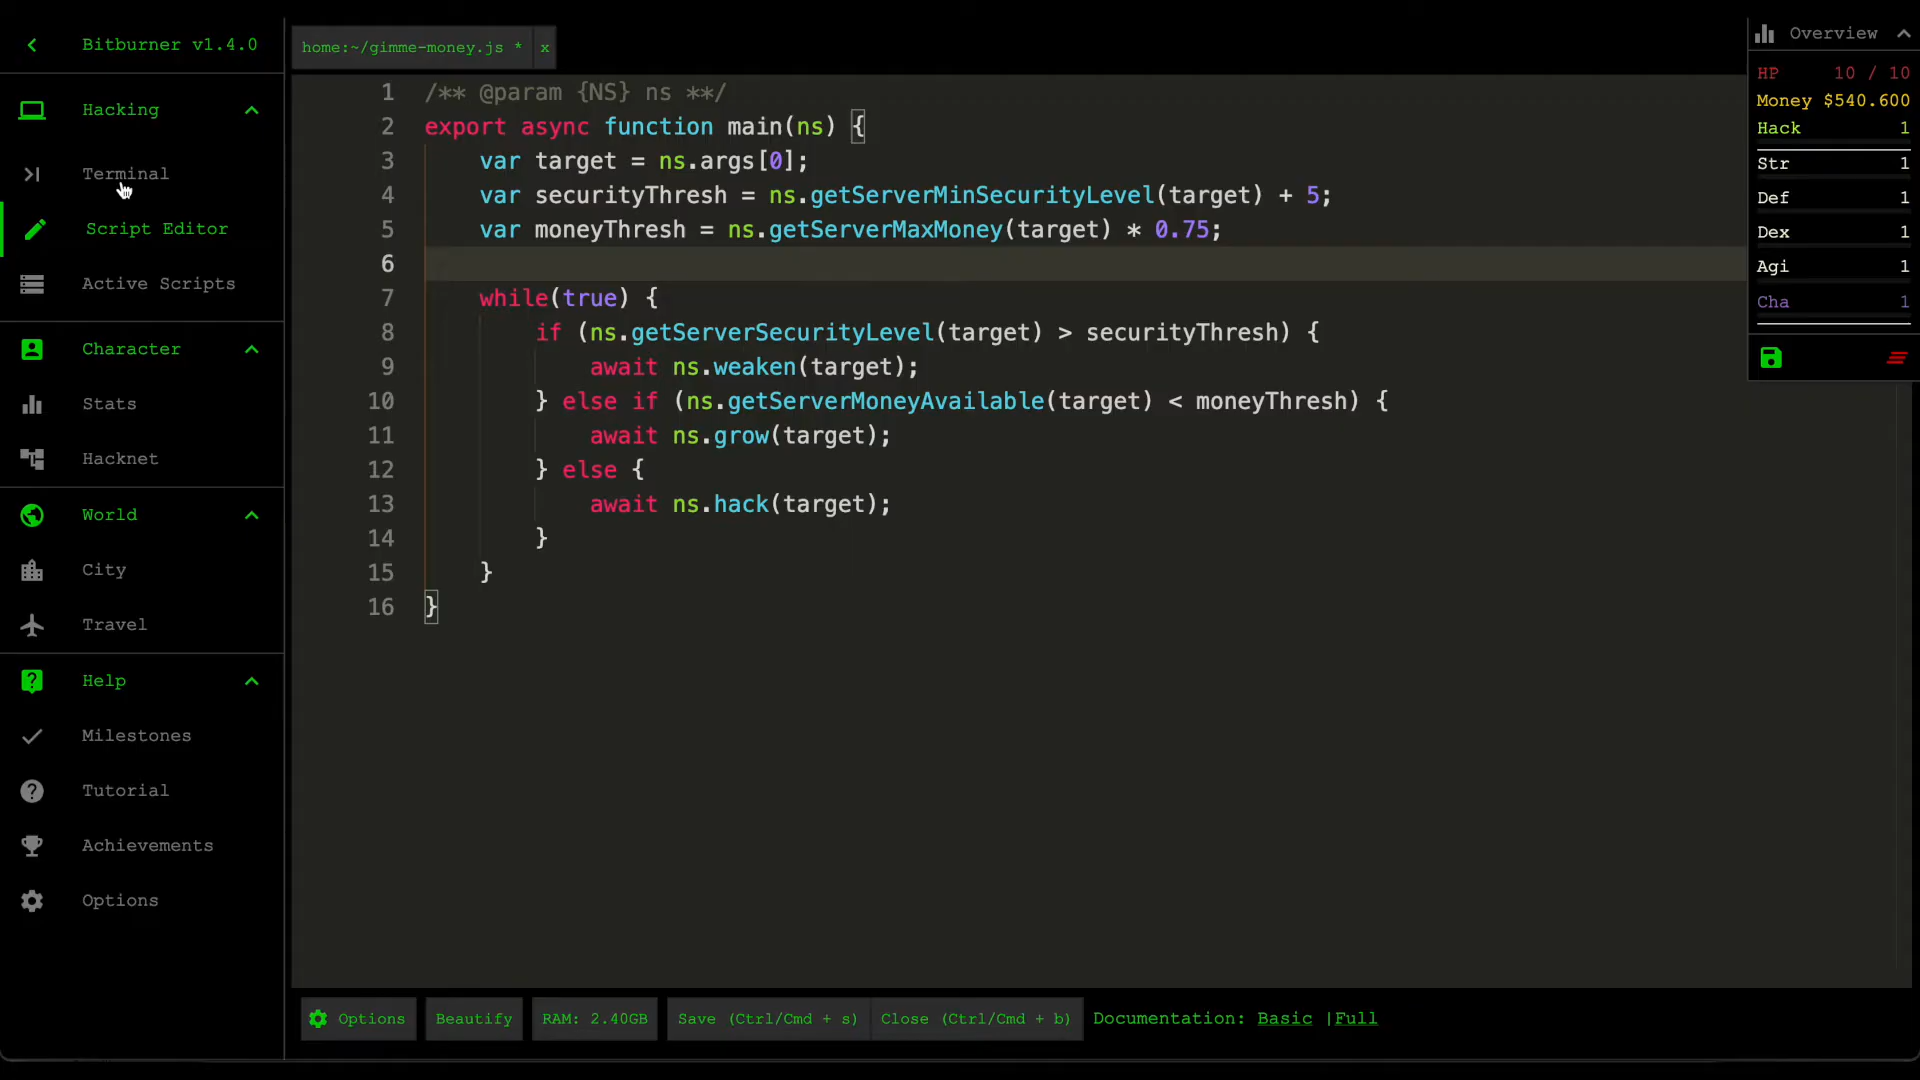 Bitburner v1.4.0
Hacking
Terminal
Script Editor
Active Scripts
Character
Stats
Hacknet
World
City
Travel
Help
Milestones
Tutorial
Achievements
Options
home:~/gimme-money.js * x
1 /** @param {NS} ns **/
2 export async function main(ns) {
3 var target = ns.args[0];
4 var securityThresh = ns.getServerMinSecurityLevel(target) + 5;
5 var moneyThresh = ns.getServerMaxMoney(target) * 0.75;
6
7 while(true) {
8 if (ns.getServerSecurityLevel(target) > securityThresh) {
9 await ns.weaken(target);
10 } else if (ns.getServerMoneyAvailable(target) < moneyThresh) {
11 await ns.grow(target);
12 } else {
13 await ns.hack(target);
14 }
15 }
16 }
Options Beautify RAM: 2.40GB Save (Ctrl/Cmd + s) Close (Ctrl/Cmd + b) Documentation: Basic |Full
Overview
HP 10 / 10
Money $540.600
Hack 1
Str 1
Def 1
Dex 1
Agi 1
Cha 1